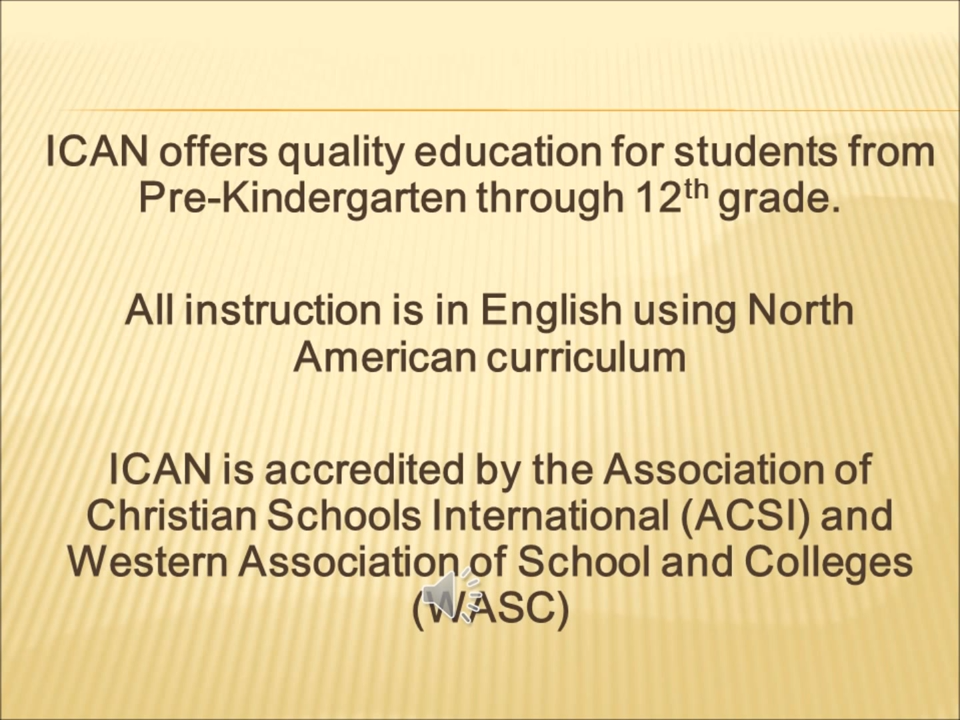 ICAN offers quality education for students from
Pre-Kindergarten through 12th grade.
All instruction is in English using North
American curriculum
ICAN is accredited by the Association of
Christian Schools International (ACSI) and
Western Association of School and Colleges
(WASC)